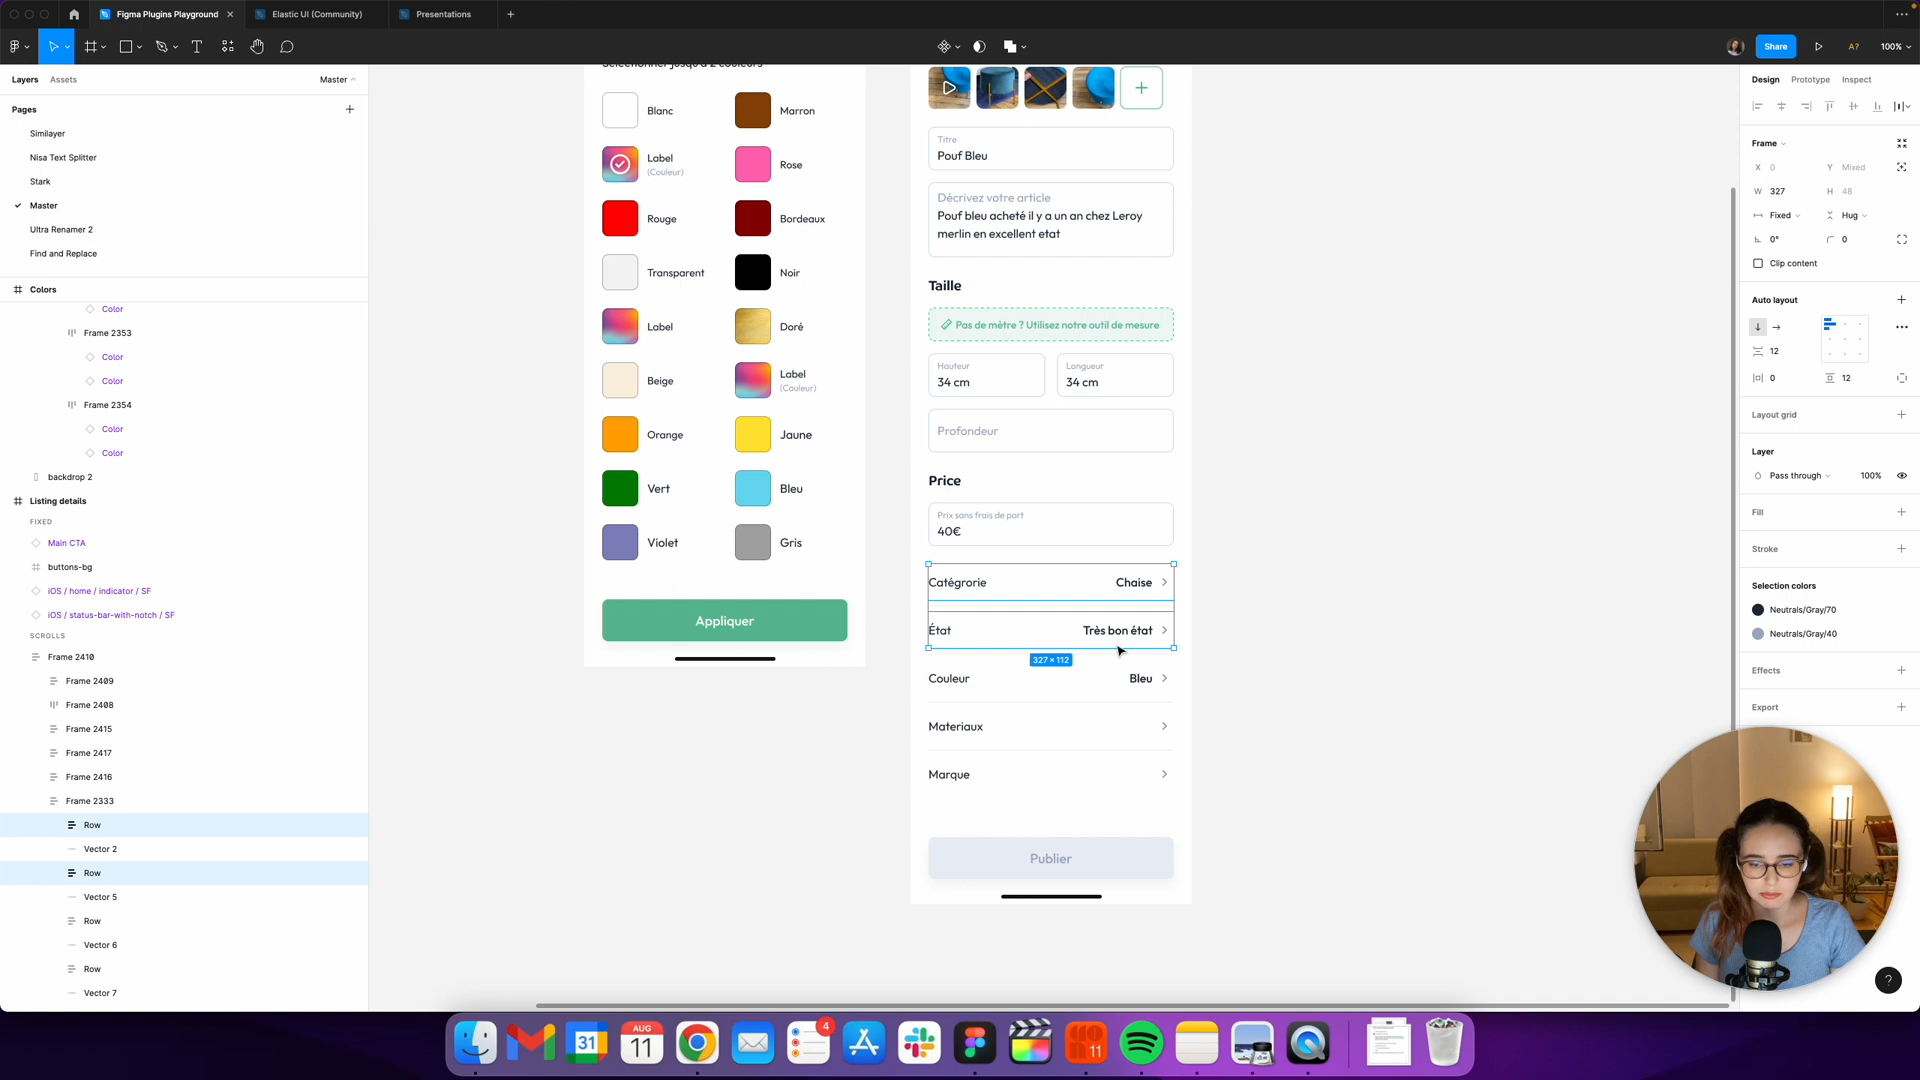 Figma Plugins Playground
Elastic UI (Community)
Presentations
Share
A?
100%
Layers
Assets
Master
Pages
Similayer
Nisa Text Splitter
Stark
Master
Ultra Renamer 2
Find and Replace
Colors
Color
Frame 2353
Color
Color
Frame 2354
Color
Color
backdrop 2
Listing details
FIXED
Main CTA
buttons-bg
iOS / home / indicator / SF
iOS / status-bar-with-notch / SF
SCROLLS
Frame 2410
Frame 2409
Frame 2408
Frame 2415
Frame 2417
Frame 2416
Frame 2333
Row
Vector 2
Row
Vector 5
Row
Vector 6
Row
Vector 7
Sélectionner jusqu'à 2 couleurs
Blanc
Marron
Label
(Couleur)
Rose
Rouge
Bordeaux
Transparent
Noir
Label
Doré
Beige
Label
(Couleur)
Orange
Jaune
Vert
Bleu
Violet
Gris
Appliquer
Titre
Pouf Bleu
Décrivez votre article
Pouf bleu acheté il y a un an chez Leroy
merlin en excellent etat
Taille
Pas de mètre ? Utilisez notre outil de mesure
Hauteur
34 cm
Longueur
34 cm
Profondeur
Price
Prix sans frais de port
40€
Catégrorie
Chaise
État
Très bon état
327 × 112
Couleur
Bleu
Materiaux
Marque
Publier
Design
Prototype
Inspect
Frame
X 0
Y Mixed
W 327
H 48
Fixed
Hug
0°
0
Clip content
Auto layout
12
0
12
Layout grid
Layer
Pass through
100%
Fill
Stroke
Selection colors
Neutrals/Gray/70
Neutrals/Gray/40
Effects
Export
?
31
AUG
11
4
11